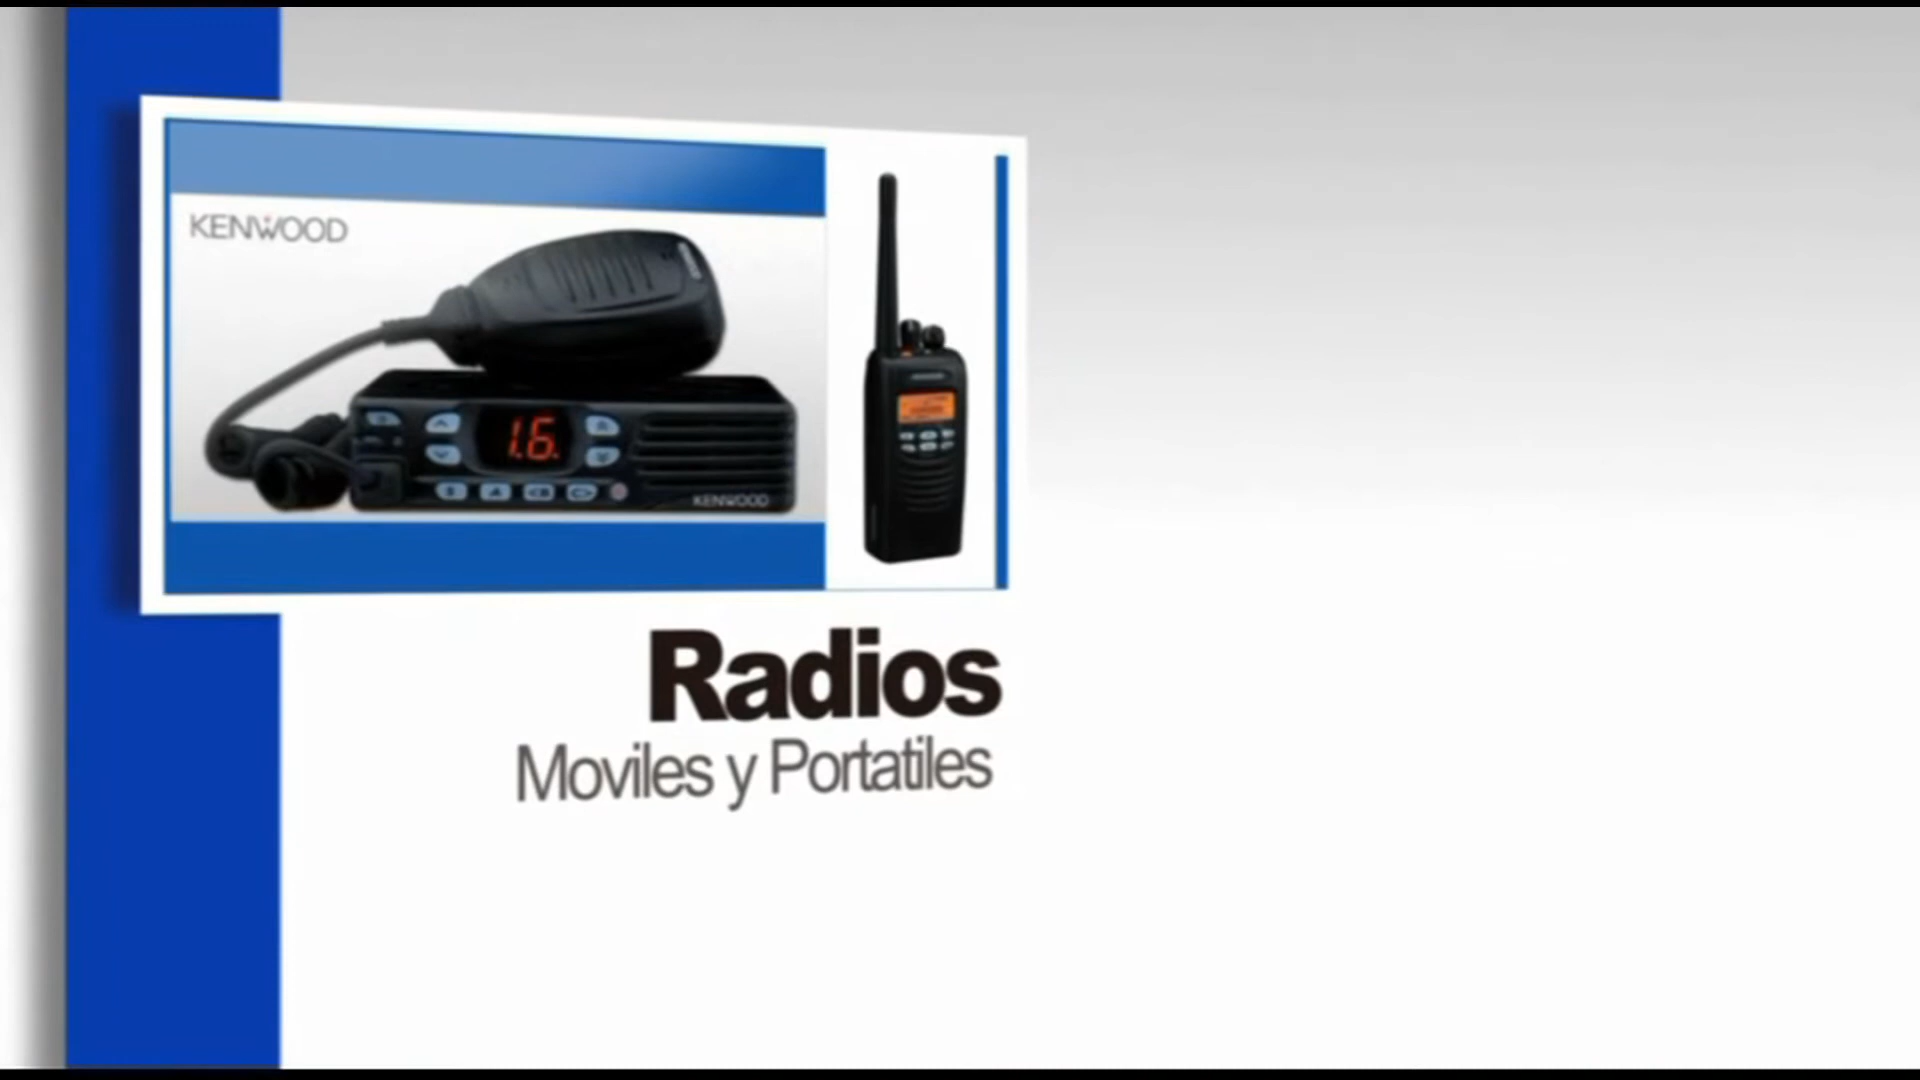 KENWOOD
1.6.
KENWOOD
Radios
Moviles y Portatiles